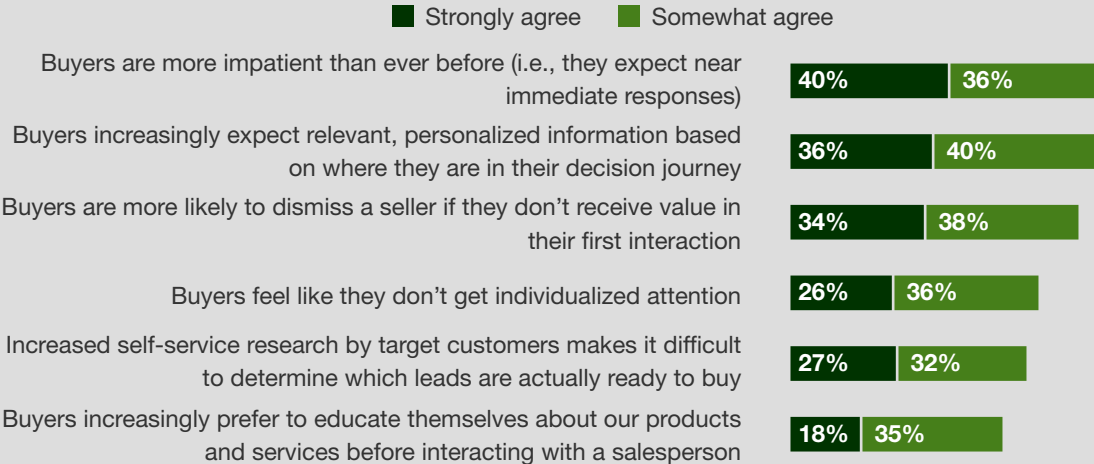 Strongly agree Somewhat agree
Buyers are more impatient than ever before (i.e., they expect near
immediate responses)
40% 36%
Buyers increasingly expect relevant, personalized information based
on where they are in their decision journey
36% 40%
Buyers are more likely to dismiss a seller if they don’t receive value in
their first interaction
34% 38%
Buyers feel like they don’t get individualized attention
26% 36%
Increased self-service research by target customers makes it difficult
to determine which leads are actually ready to buy
27% 32%
Buyers increasingly prefer to educate themselves about our products
and services before interacting with a salesperson
18% 35%